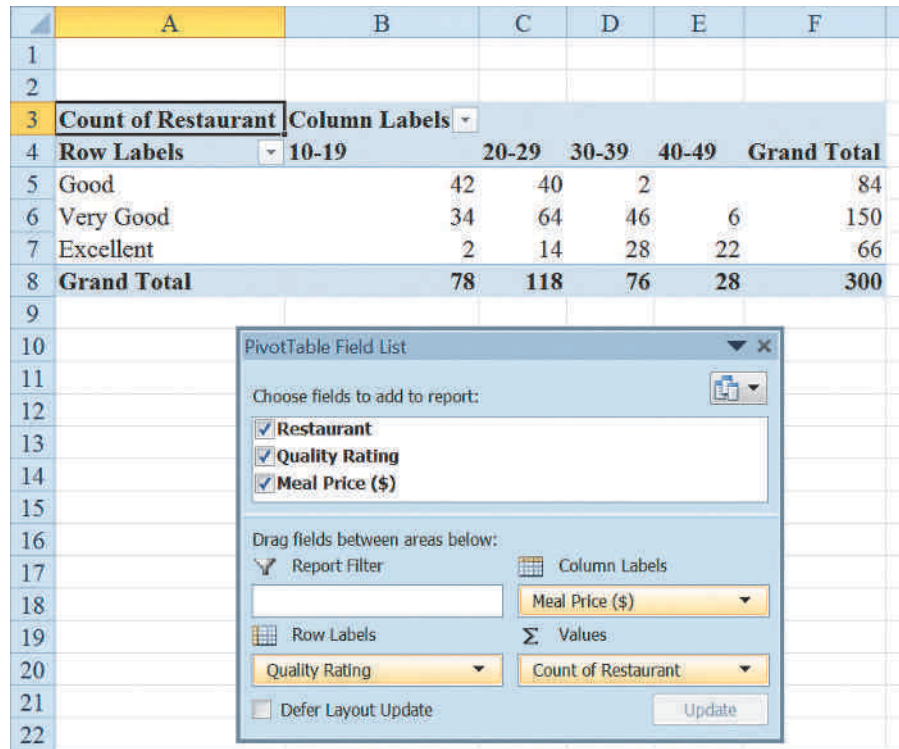 A B C D E F
1
2
3 Count of Restaurant Column Labels
4 Row Labels 10-19 20-29 30-39 40-49 Grand Total
5 Good 42 40 2 84
6 Very Good 34 64 46 6 150
7 Excellent 2 14 28 22 66
8 Grand Total 78 118 76 28 300
9
10
11
12
13
14
15
16
17
18
19
20
21
22
PivotTable Field List
Choose fields to add to report:
Restaurant
Quality Rating
Meal Price ($)
Drag fields between areas below:
Report Filter Column Labels
Meal Price ($)
Row Labels Σ Values
Quality Rating Count of Restaurant
Defer Layout Update Update